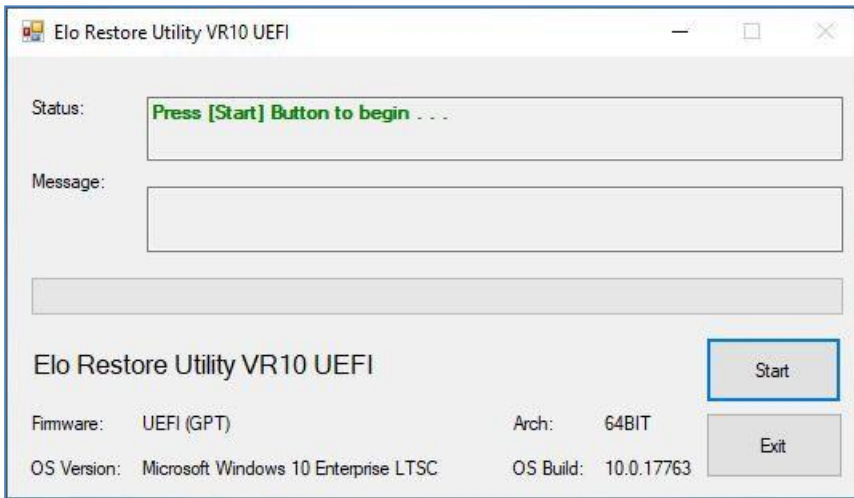 Elo Restore Utility VR10 UEFI
Status: Press [Start] Button to begin . . .
Message:
Elo Restore Utility VR10 UEFI
Start
Firmware: UEFI (GPT) Arch: 64BIT
Exit
OS Version: Microsoft Windows 10 Enterprise LTSC OS Build: 10.0.17763